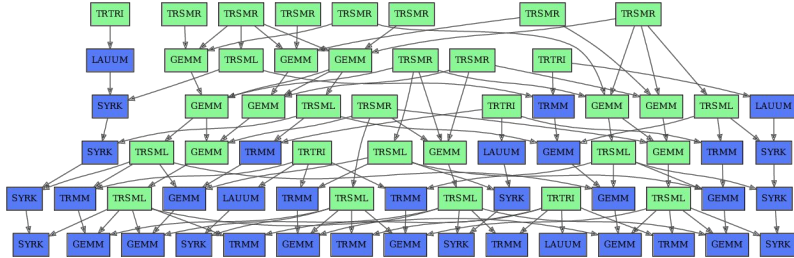 TRTRI TRSMR TRSMR TRSMR TRSMR TRSMR TRSMR TRSMR
LAUUM GEMM TRSML GEMM GEMM TRSMR TRSMR TRTRI
SYRK GEMM GEMM TRSML TRSMR TRTRI TRMM GEMM GEMM TRSML LAUUM
SYRK TRSML GEMM TRMM TRTRI TRSML GEMM LAUUM GEMM TRSML GEMM TRMM SYRK
SYRK TRMM TRSML GEMM LAUUM TRMM TRSML TRMM TRSML SYRK TRTRI GEMM TRSML GEMM SYRK
SYRK GEMM GEMM SYRK TRMM GEMM TRMM GEMM SYRK TRMM LAUUM GEMM TRMM GEMM SYRK